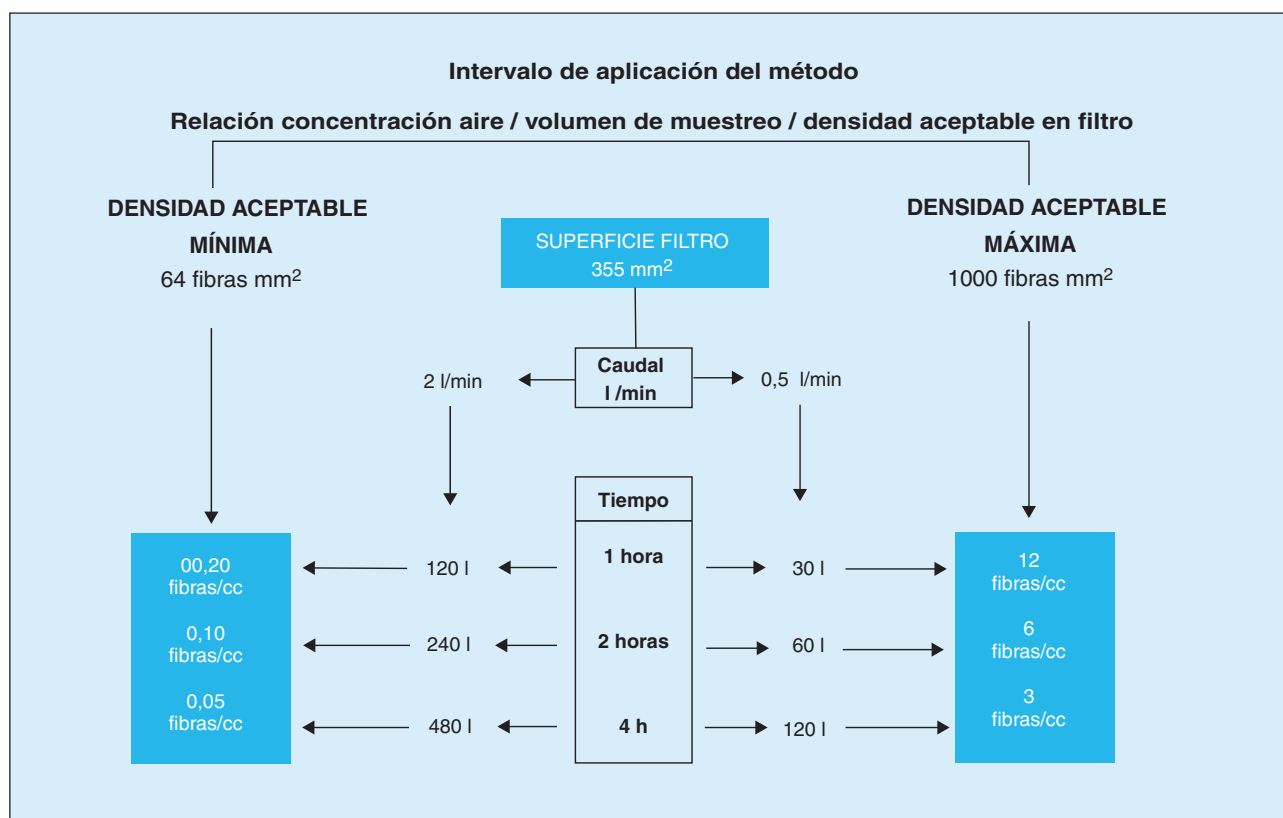 Intervalo de aplicación del método
Relación concentración aire / volumen de muestreo / densidad aceptable en filtro
DENSIDAD ACEPTABLE
MÍNIMA
64 fibras mm²
SUPERFICIE FILTRO
355 mm²
DENSIDAD ACEPTABLE
MÁXIMA
1000 fibras mm²
2 l/min
Caudal
l /min
0,5 l/min
Tiempo
00,20
fibras/cc
120 l
1 hora
30 l
12
fibras/cc
0,10
fibras/cc
240 l
2 horas
60 l
6
fibras/cc
0,05
fibras/cc
480 l
4 h
120 l
3
fibras/cc